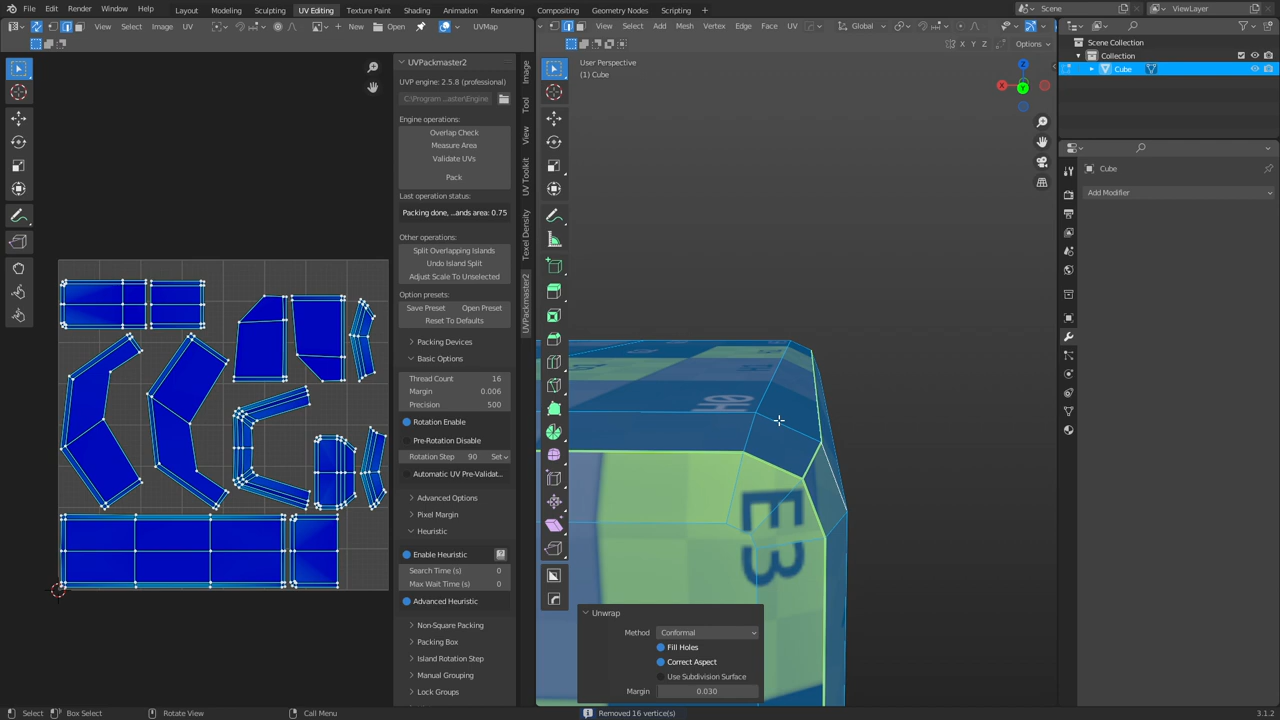 File Edit Render Window Help Layout Modeling Sculpting UV Editing Texture Paint Shading Animation Rendering Compositing Geometry Nodes Scripting Scene ViewLayer
View Select Image UV New Open UVMap View Select Add Mesh Vertex Edge Face UV Global
X Y Z Options
Scene Collection
Collection
Cube
UVPackmaster2
UVP engine: 2.5.8 (professional)
C:\Program ..aster\Engine
Engine operations:
Overlap Check
Measure Area
Validate UVs
Pack
Last operation status:
Packing done, ...ands area: 0.75
Other operations:
Split Overlapping Islands
Undo Island Split
Adjust Scale To Unselected
Option presets:
Save Preset Open Preset
Reset To Defaults
Packing Devices
Basic Options
Thread Count 16
Margin 0.006
Precision 500
Rotation Enable
Pre-Rotation Disable
Rotation Step 90 Set
Automatic UV Pre-Validat..
Advanced Options
Pixel Margin
Heuristic
Enable Heuristic ?
Search Time (s) 0
Max Wait Time (s) 0
Advanced Heuristic
Non-Square Packing
Packing Box
Island Rotation Step
Manual Grouping
Lock Groups
Image
Tool
View
UV Toolkit
Texel Density
UVPackmaster2
User Perspective
(1) Cube
Z
X
Y
H0
E3
Unwrap
Method Conformal
Fill Holes
Correct Aspect
Use Subdivision Surface
Margin 0.030
Cube
Add Modifier
Select Box Select Rotate View Call Menu Removed 16 vertice(s) 3.1.2